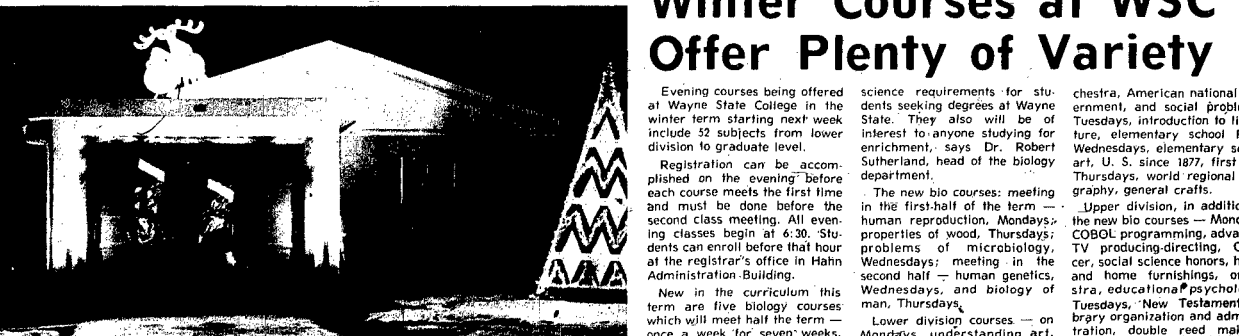 Winter Courses at WSC
Offer Plenty of Variety
Evening courses being offered
at Wayne State College in the
winter term starting next week
include 52 subjects from lower
division to graduate level.
Registration can be accom-
plished on the evening before
each course meets the first time
and must be done before the
second class meeting. All even-
ing classes begin at 6:30. Stu-
dents can enroll before that hour
at the registrar's office in Hahn
Administration Building.
New in the curriculum this
term are five biology courses
which will meet half the term —
once a week for seven weeks.
science requirements for stu-
dents seeking degrees at Wayne
State. They also will be of
interest to anyone studying for
enrichment, says Dr. Robert
Sutherland, head of the biology
department.
The new bio courses: meeting
in the first-half of the term —
human reproduction, Mondays;
properties of wood, Thursdays;
problems of microbiology,
Wednesdays; meeting in the
second half — human genetics,
Wednesdays, and biology of
man, Thursdays.
Lower division courses — on
Mondays, understanding art,
chestra, American national
ernment, and social probl
Tuesdays, introduction to li
ture, elementary school
Wednesdays, elementary s
art, U. S. since 1877, first
Thursdays, world regional
graphy, general crafts.
Upper division, in additio
the new bio courses — Mon
COBOL programming, adva
TV producing-directing,
cer, social science honors, h
and home furnishings, o
stra, educational psychol
Tuesdays, New Testament
brary organization and adm
tration, double reed ma